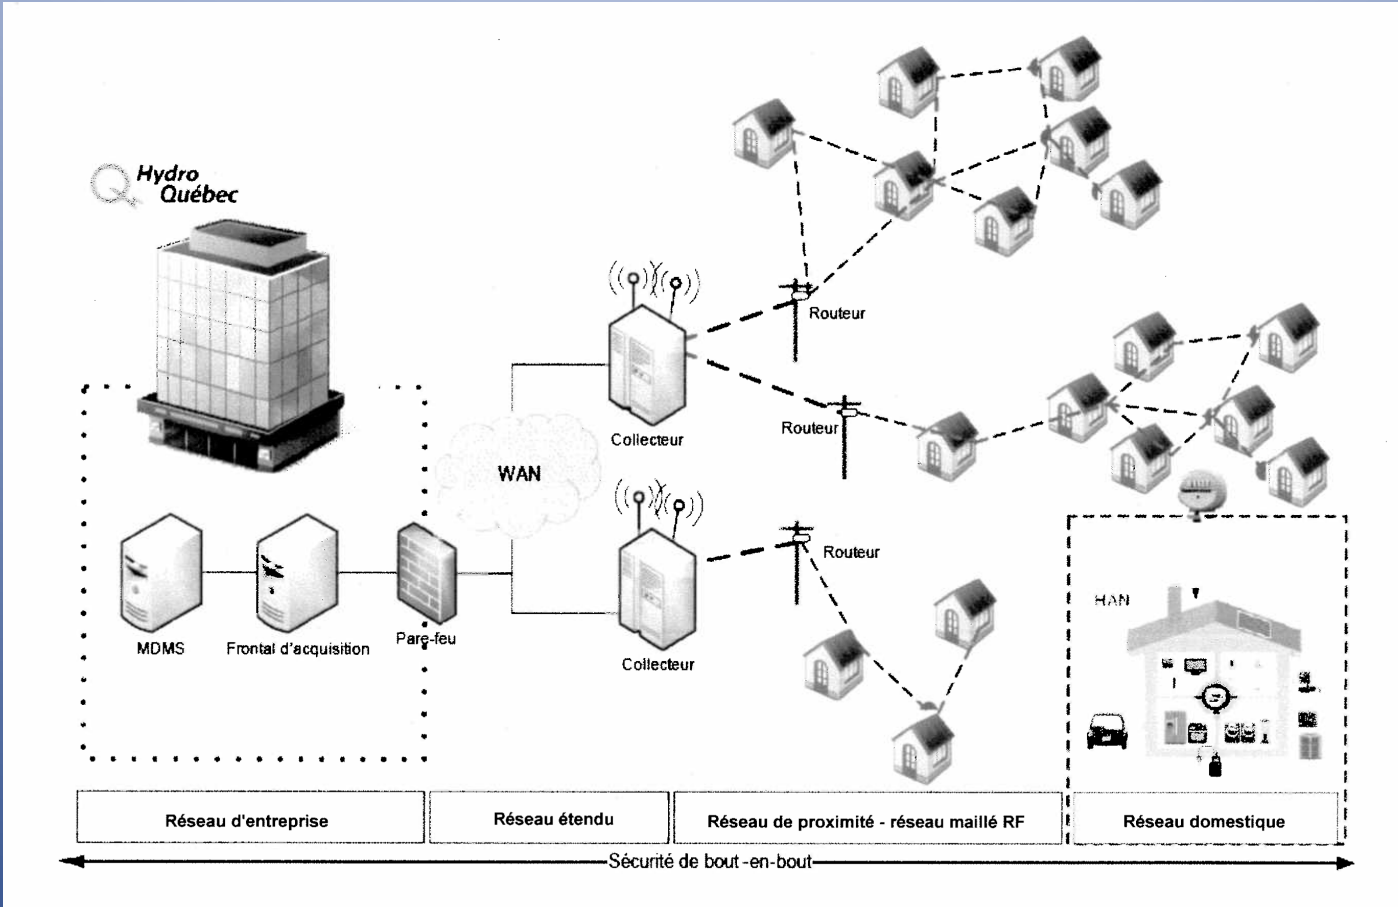 Hydro
Québec
Routeur
Routeur
Collecteur
WAN
Routeur
HAN
MDMS
Frontal d'acquisition
Pare-feu
Collecteur
Réseau d'entreprise
Réseau étendu
Réseau de proximité - réseau maillé RF
Réseau domestique
Sécurité de bout-en-bout